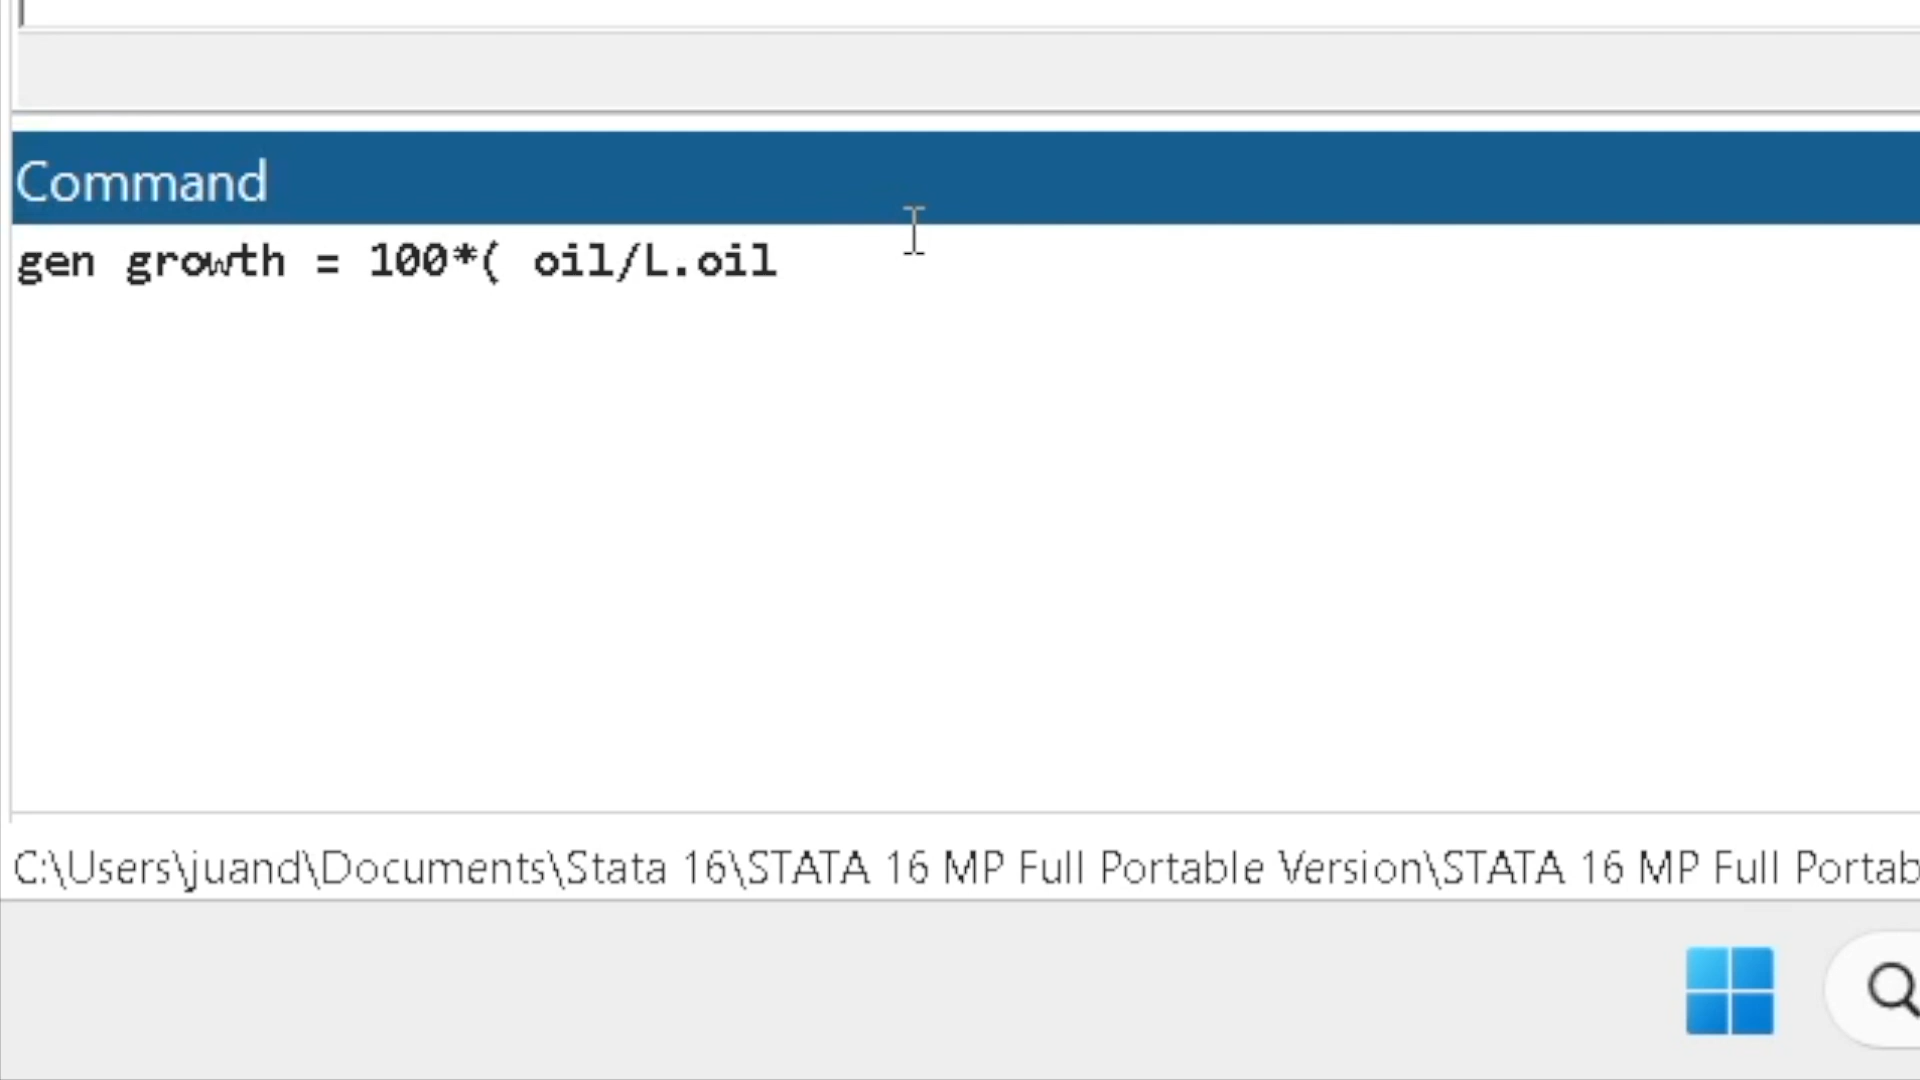 Command
gen growth = 100*( oil/L.oil
C:\Users\juand\Documents\Stata 16\STATA 16 MP Full Portable Version\STATA 16 MP Full Portab